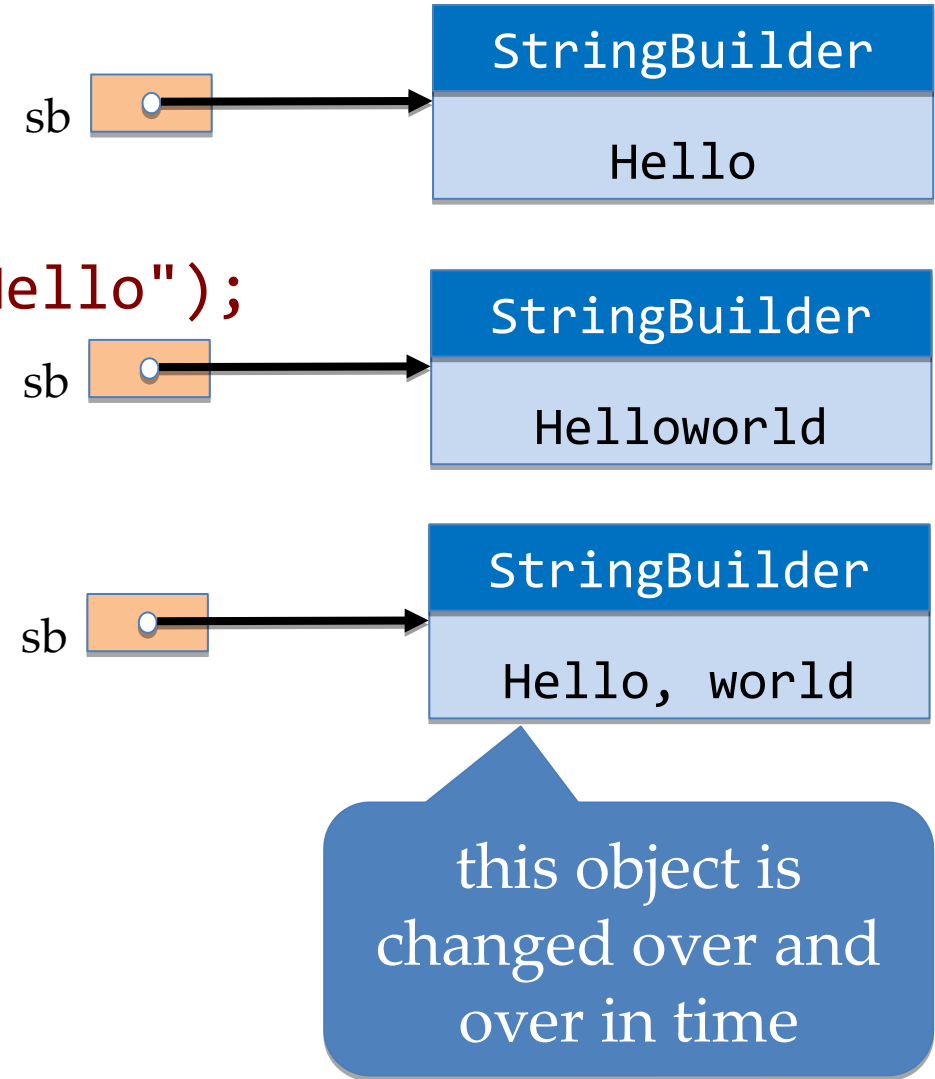 StringBuilder
sb
Hello
ello");
StringBuilder
sb
Helloworld
StringBuilder
sb
Hello, world
this object is
changed over and
over in time